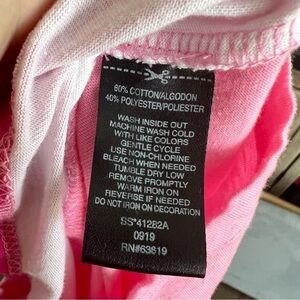 60% COTTON/ALGODON
40% POLYESTER/POLIESTER
WASH INSIDE OUT
MACHINE WASH COLD
WITH LIKE COLORS
GENTLE CYCLE
USE NON-CHLORINE
BLEACH WHEN NEEDED
TUMBLE DRY LOW
REMOVE PROMPTLY
WARM IRON ON
REVERSE IF NEEDED
DO NOT IRON ON DECORATION
SS*41282A
0919
RN#63619